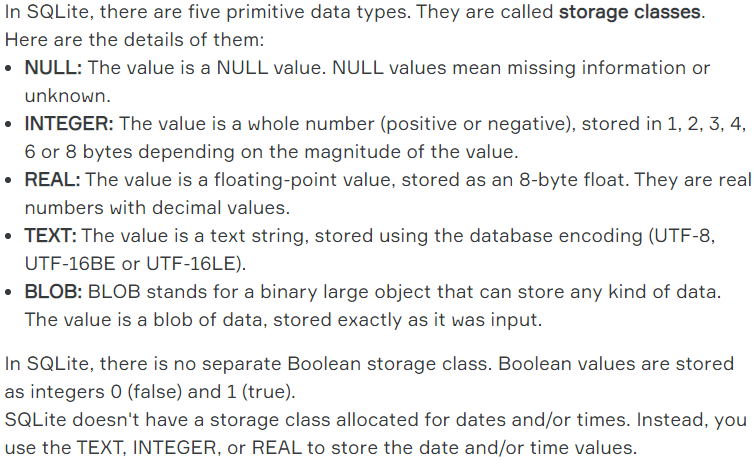 In SQLite, there are five primitive data types. They are called storage classes.
Here are the details of them:
• NULL: The value is a NULL value. NULL values mean missing information or
unknown.
• INTEGER: The value is a whole number (positive or negative), stored in 1, 2, 3, 4,
6 or 8 bytes depending on the magnitude of the value.
• REAL: The value is a floating-point value, stored as an 8-byte float. They are real
numbers with decimal values.
• TEXT: The value is a text string, stored using the database encoding (UTF-8,
UTF-16BE or UTF-16LE).
• BLOB: BLOB stands for a binary large object that can store any kind of data.
The value is a blob of data, stored exactly as it was input.
In SQLite, there is no separate Boolean storage class. Boolean values are stored
as integers 0 (false) and 1 (true).
SQLite doesn't have a storage class allocated for dates and/or times. Instead, you
use the TEXT, INTEGER, or REAL to store the date and/or time values.